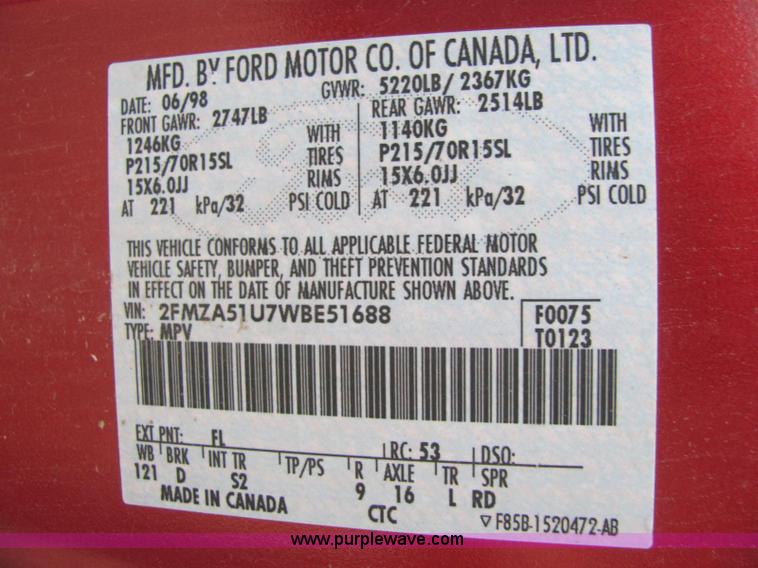 MFD. BY FORD MOTOR CO. OF CANADA, LTD.
DATE: 06/98 GVWR: 5220LB/ 2367KG
FRONT GAWR: 2747LB REAR GAWR: 2514LB
1246KG WITH 1140KG WITH
P215/70R15SL TIRES P215/70R15SL TIRES
15X6.0JJ RIMS 15X6.0JJ RIMS
AT 221 kPa/32 PSI COLD AT 221 kPa/32 PSI COLD
THIS VEHICLE CONFORMS TO ALL APPLICABLE FEDERAL MOTOR
VEHICLE SAFETY, BUMPER, AND THEFT PREVENTION STANDARDS
IN EFFECT ON THE DATE OF MANUFACTURE SHOWN ABOVE.
VIN: 2FMZA51U7WBE51688 F0075
TYPE: MPV T0123
EXT PNT: FL RC: 53 DSO:
WB BRK INT TR TP/PS R AXLE TR SPR
121 D S2 9 16 L RD
MADE IN CANADA CTC F85B-1520472-AB
www.purplewave.com